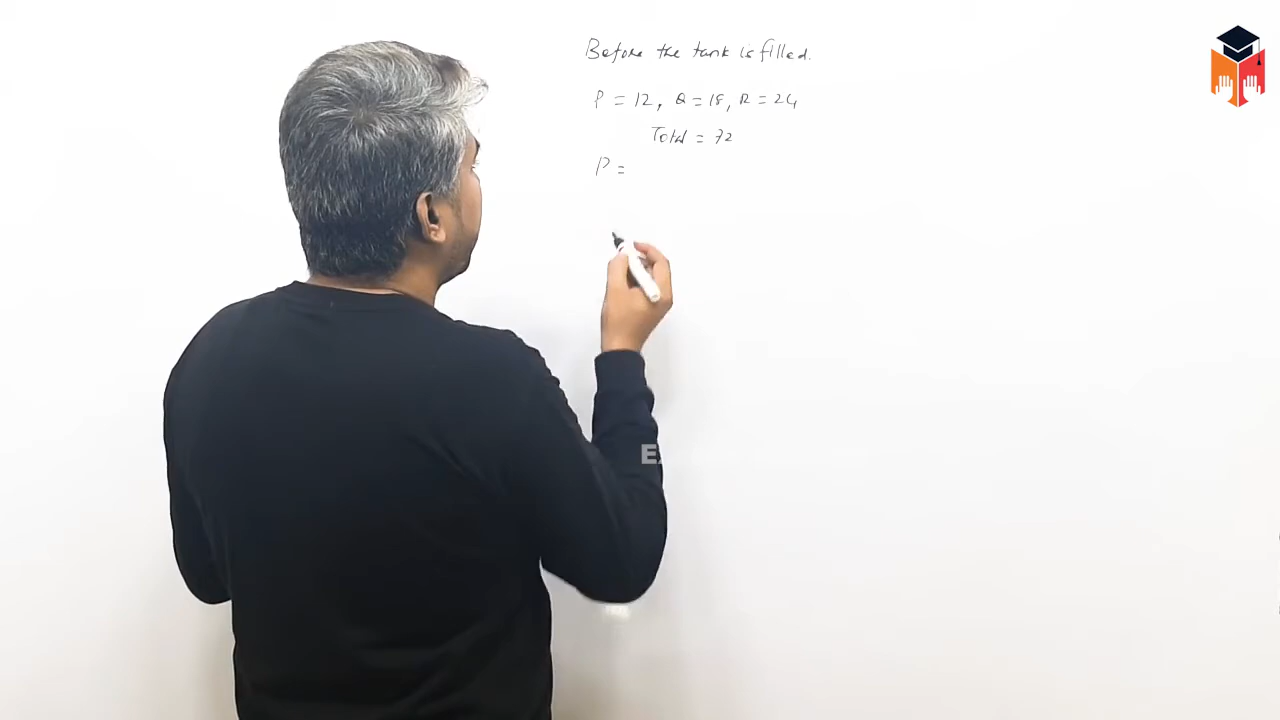 Before the tank is filled.
P = 12, Q = 18, R = 24
Total = 72
P =